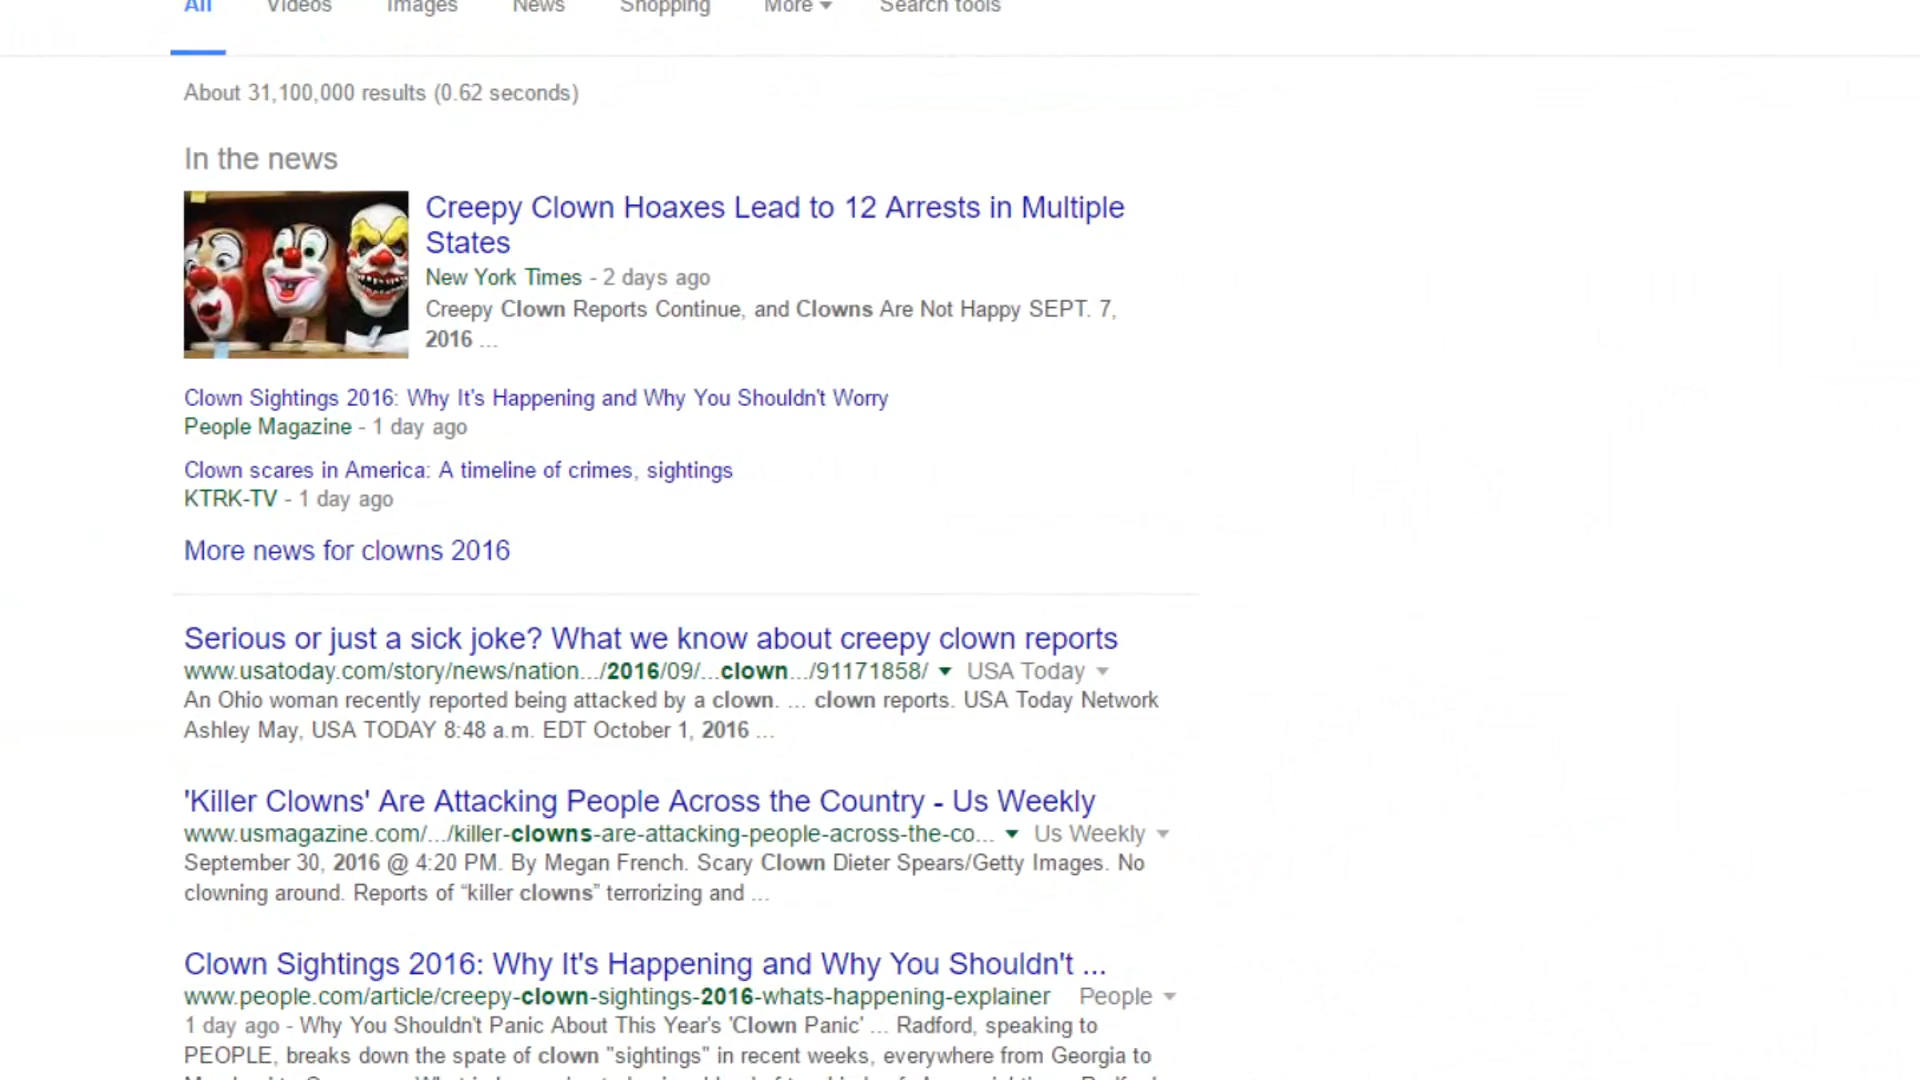 All Videos Images News Shopping More Search tools
About 31,100,000 results (0.62 seconds)
In the news
Creepy Clown Hoaxes Lead to 12 Arrests in Multiple
States
New York Times - 2 days ago
Creepy Clown Reports Continue, and Clowns Are Not Happy SEPT. 7,
2016 ...
Clown Sightings 2016: Why It's Happening and Why You Shouldn't Worry
People Magazine - 1 day ago
Clown scares in America: A timeline of crimes, sightings
KTRK-TV - 1 day ago
More news for clowns 2016
Serious or just a sick joke? What we know about creepy clown reports
www.usatoday.com/story/news/nation.../2016/09/...clown.../91171858/ USA Today
An Ohio woman recently reported being attacked by a clown. ... clown reports. USA Today Network
Ashley May, USA TODAY 8:48 a.m. EDT October 1, 2016 ...
'Killer Clowns' Are Attacking People Across the Country - Us Weekly
www.usmagazine.com/.../killer-clowns-are-attacking-people-across-the-co... Us Weekly
September 30, 2016 @ 4:20 PM. By Megan French. Scary Clown Dieter Spears/Getty Images. No
clowning around. Reports of “killer clowns” terrorizing and ...
Clown Sightings 2016: Why It's Happening and Why You Shouldn't ...
www.people.com/article/creepy-clown-sightings-2016-whats-happening-explainer People
1 day ago - Why You Shouldn't Panic About This Year's 'Clown Panic' ... Radford, speaking to
PEOPLE, breaks down the spate of clown "sightings" in recent weeks, everywhere from Georgia to